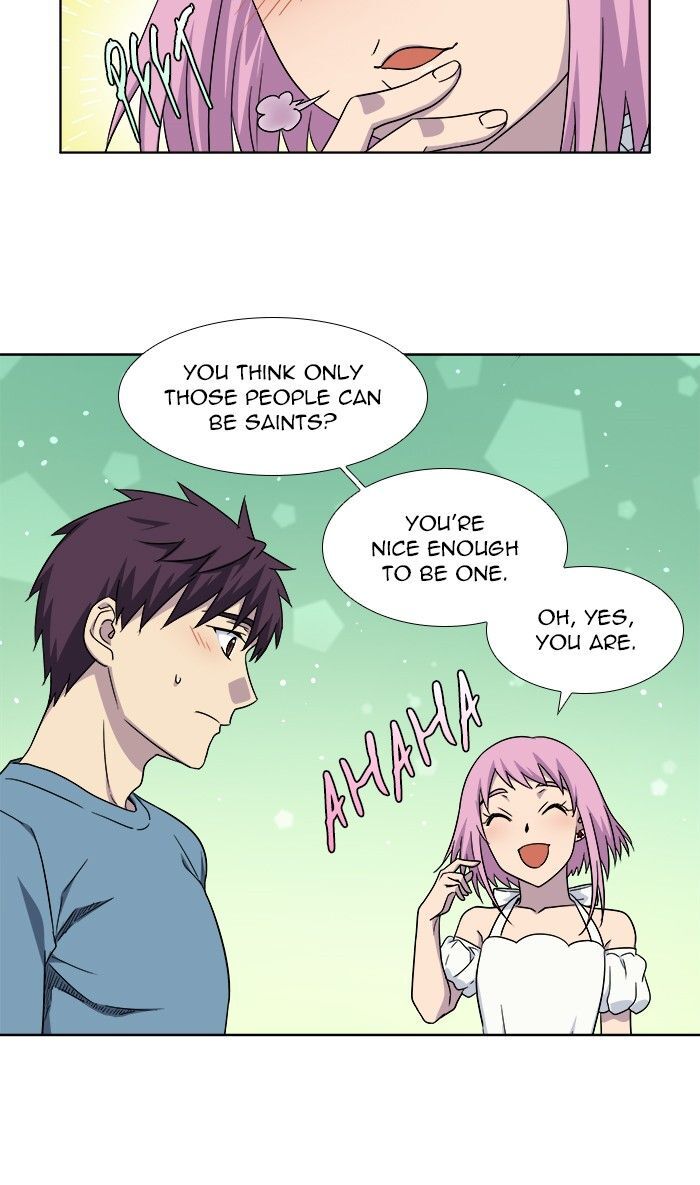 PFFT
YOU THINK ONLY
THOSE PEOPLE CAN
BE SAINTS?
YOU'RE
NICE ENOUGH
TO BE ONE.
OH, YES,
YOU ARE.
AHAHA